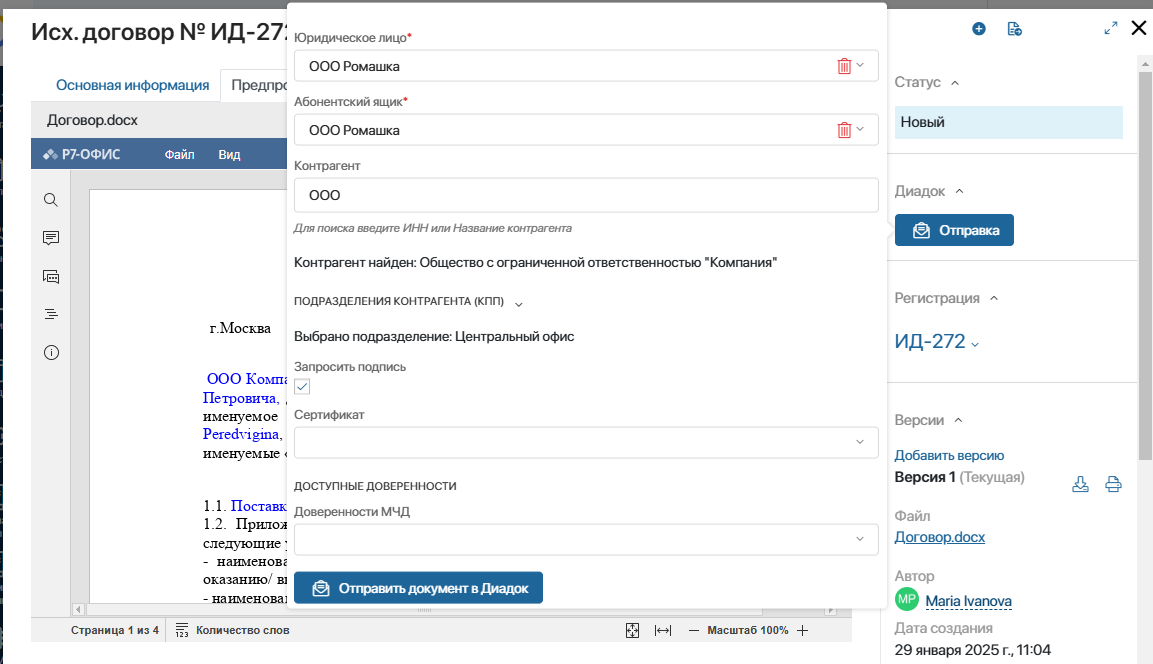 Исх. договор № ИД-272
Основная информация
Предпро
Договор.docx
Р7-ОФИС
Файл
Вид
г.Москва
ООО Компа
Петровича,
именуемое
Peredvigina,
именуемые «
1.1. Поставк
1.2. Прилож
следующие у
- наименова
оказанию/ вы
- наименован
Страница 1 из 4
Количество слов
Масштаб 100%
Юридическое лицо*
ООО Ромашка
Абонентский ящик*
ООО Ромашка
Контрагент
ООО
Для поиска введите ИНН или Название контрагента
Контрагент найден: Общество с ограниченной ответственностью "Компания"
ПОДРАЗДЕЛЕНИЯ КОНТРАГЕНТА (КПП)
Выбрано подразделение: Центральный офис
Запросить подпись
Сертификат
ДОСТУПНЫЕ ДОВЕРЕННОСТИ
Доверенности МЧД
Отправить документ в Диадок
Статус
Новый
Диадок
Отправка
Регистрация
ИД-272
Версии
Добавить версию
Версия 1 (Текущая)
Файл
Договор.docx
Автор
MP Maria Ivanova
Дата создания
29 января 2025 г., 11:04